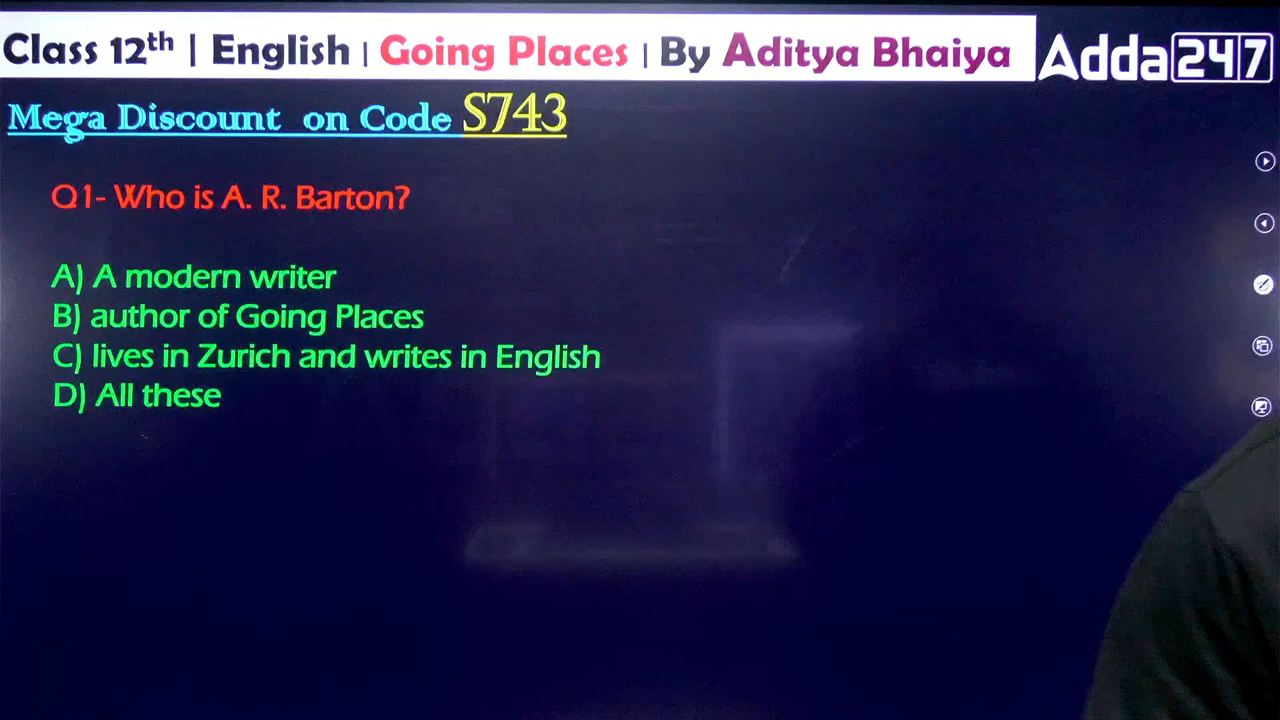 Class 12th | English | Going Places | By Aditya Bhaiya
Adda247
Mega Discount on Code S743
Q1- Who is A. R. Barton?
A) A modern writer
B) author of Going Places
C) lives in Zurich and writes in English
D) All these